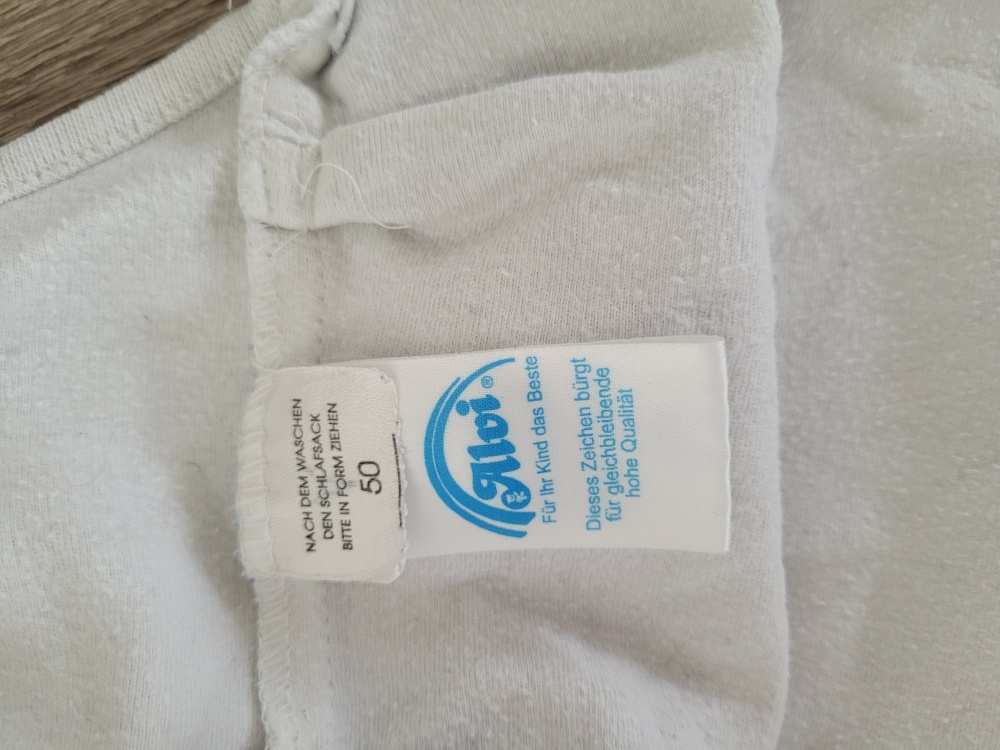 NACH DEM WASCHEN
DEN SCHLAFSACK
BITTE IN FORM ZIEHEN
50
Alvi®
Für Ihr Kind das Beste
Dieses Zeichen bürgt
für gleichbleibende
hohe Qualität